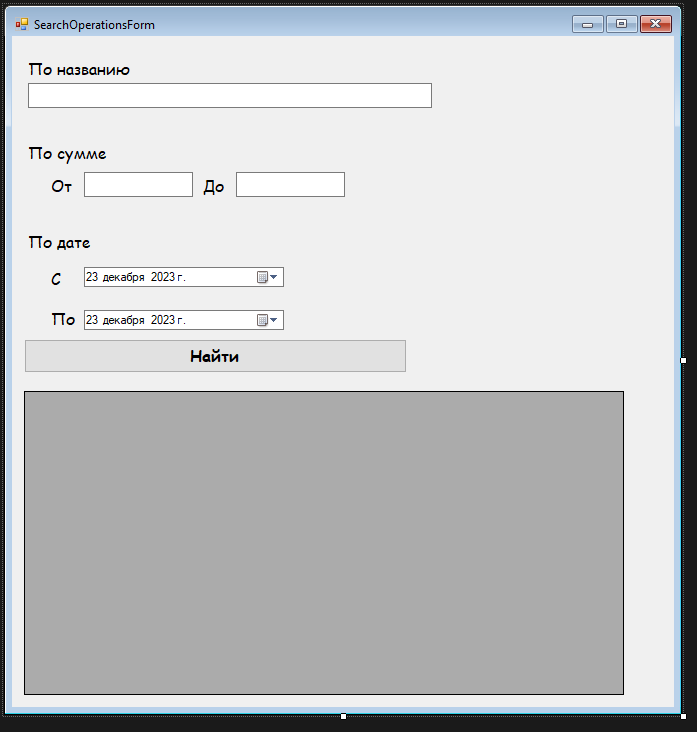 SearchOperationsForm
По названию
По сумме
От До
По дате
С 23 декабря 2023 г.
По 23 декабря 2023 г.
Найти